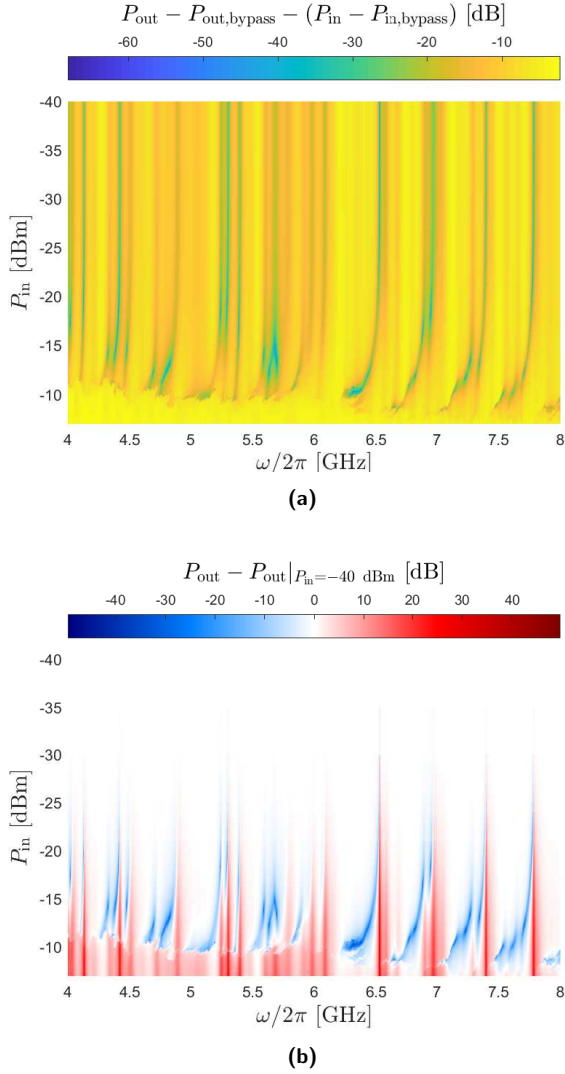 P_out − P_out,bypass − (P_in − P_in,bypass) [dB]
-60 -50 -40 -30 -20 -10
-40
-35
-30
-25
-20
-15
-10
P_in [dBm]
4 4.5 5 5.5 6 6.5 7 7.5 8
ω/2π [GHz]
(a)
P_out − P_out|P_in=−40 dBm [dB]
-40 -30 -20 -10 0 10 20 30 40
-40
-35
-30
-25
-20
-15
-10
P_in [dBm]
4 4.5 5 5.5 6 6.5 7 7.5 8
ω/2π [GHz]
(b)